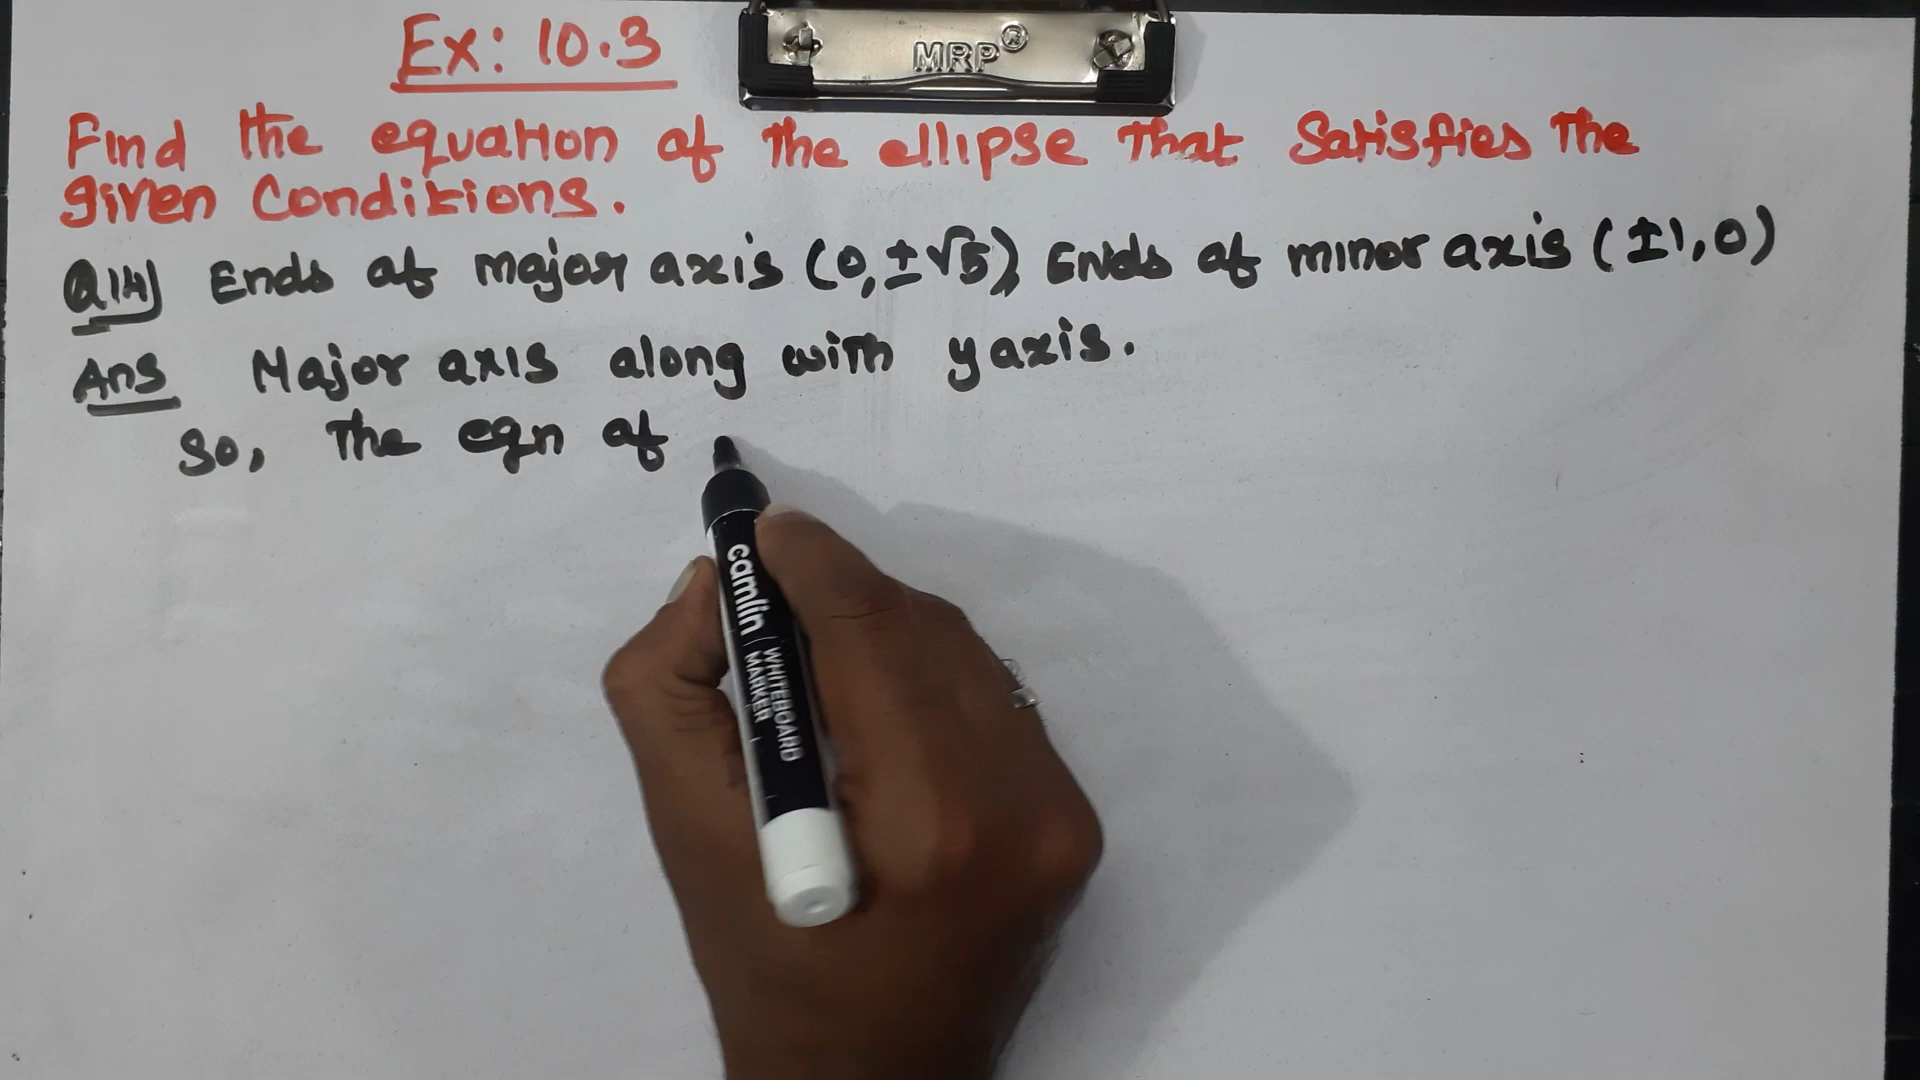 MRP®
Ex: 10.3
Find the equation of the ellipse that Satisfies The
given Conditions.
Q14) Ends of major axis (0,±√5), Ends of minor axis (±1,0)
Ans Major axis along with y axis.
So, The eqn of
camlin WHITEBOARD MARKER